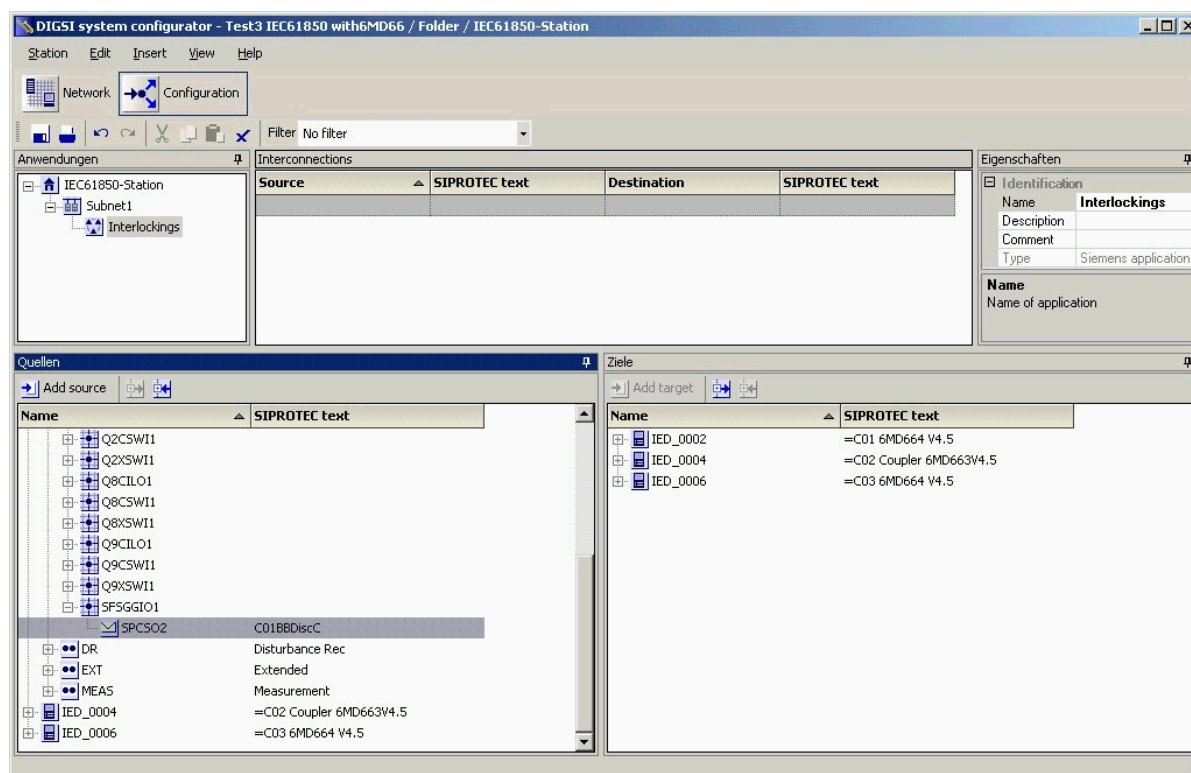 DIGSI system configurator - Test3 IEC61850 with6MD66 / Folder / IEC61850-Station
Station Edit Insert View Help
Network Configuration
Filter No filter
Anwendungen
IEC61850-Station
Subnet1
Interlockings
Interconnections
Source SIPROTEC text Destination SIPROTEC text
Eigenschaften
Identification
Name Interlockings
Description
Comment
Type Siemens application
Name
Name of application
Quellen
Add source
Name SIPROTEC text
Q2CSWI1
Q2XSWI1
Q8CILO1
Q8CSWI1
Q8XSWI1
Q9CILO1
Q9CSWI1
Q9XSWI1
SFSGGIO1
SPCSO2 C01BBDiscC
DR Disturbance Rec
EXT Extended
MEAS Measurement
IED_0004 =C02 Coupler 6MD663V4.5
IED_0006 =C03 6MD664 V4.5
Ziele
Add target
Name SIPROTEC text
IED_0002 =C01 6MD664 V4.5
IED_0004 =C02 Coupler 6MD663V4.5
IED_0006 =C03 6MD664 V4.5